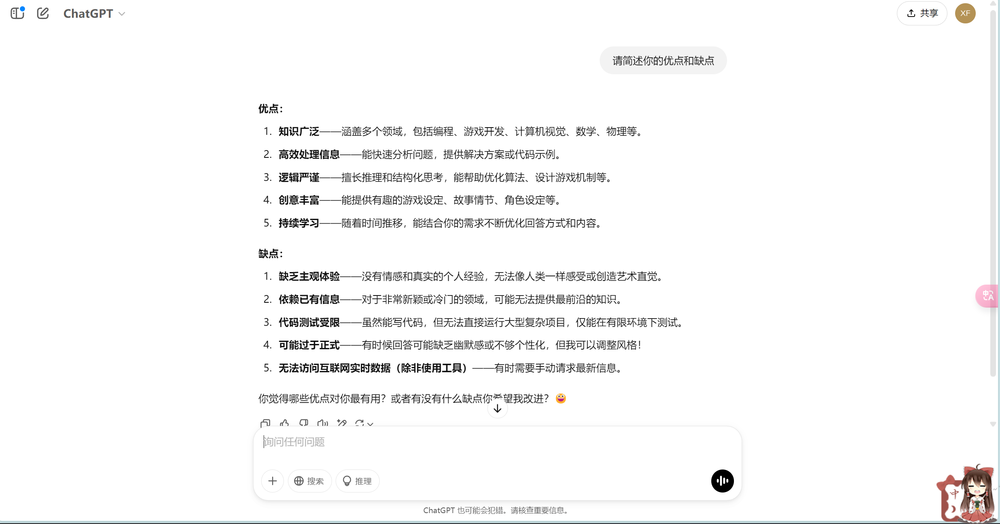 ChatGPT
共享
XF
请简述你的优点和缺点
优点：
1. 知识广泛——涵盖多个领域，包括编程、游戏开发、计算机视觉、数学、物理等。
2. 高效处理信息——能快速分析问题，提供解决方案或代码示例。
3. 逻辑严谨——擅长推理和结构化思考，能帮助优化算法、设计游戏机制等。
4. 创意丰富——能提供有趣的游戏设定、故事情节、角色设定等。
5. 持续学习——随着时间推移，能结合你的需求不断优化回答方式和内容。
缺点：
1. 缺乏主观体验——没有情感和真实的个人经验，无法像人类一样感受或创造艺术直觉。
2. 依赖已有信息——对于非常新颖或冷门的领域，可能无法提供最前沿的知识。
3. 代码测试受限——虽然能写代码，但无法直接运行大型复杂项目，仅能在有限环境下测试。
4. 可能过于正式——有时候回答可能缺乏幽默感或不够个性化，但我可以调整风格！
5. 无法访问互联网实时数据（除非使用工具）——有时需要手动请求最新信息。
你觉得哪些优点对你最有用？或者有没有什么缺点你希望我改进？😀
询问任何问题
搜索
推理
ChatGPT 也可能会犯错。请核查重要信息。
中A
中